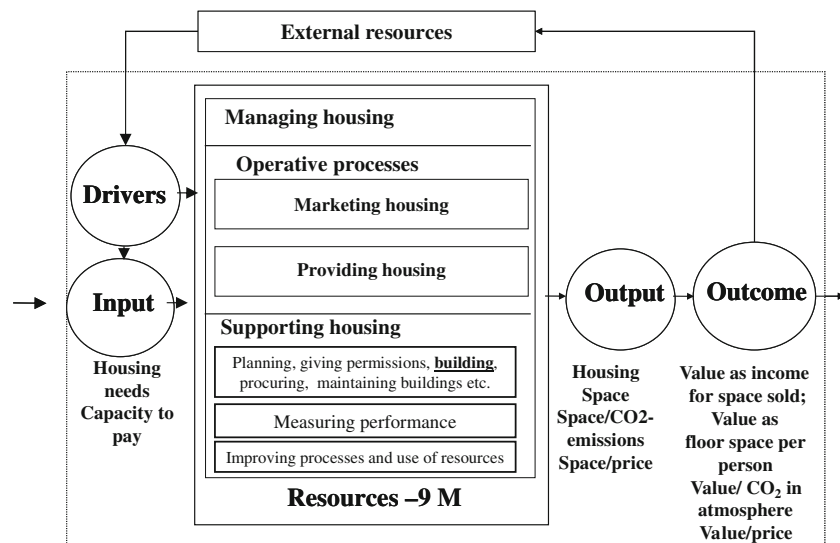 External resources
Managing housing
Operative processes
Drivers
Marketing housing
Providing housing
Input
Output
Outcome
Supporting housing
Planning, giving permissions, building,
procuring, maintaining buildings etc.
Measuring performance
Improving processes and use of resources
Resources –9 M
Housing
needs
Capacity to
pay
Housing
Space
Space/CO2-
emissions
Space/price
Value as income
for space sold;
Value as
floor space per
person
Value/ CO₂ in
atmosphere
Value/price